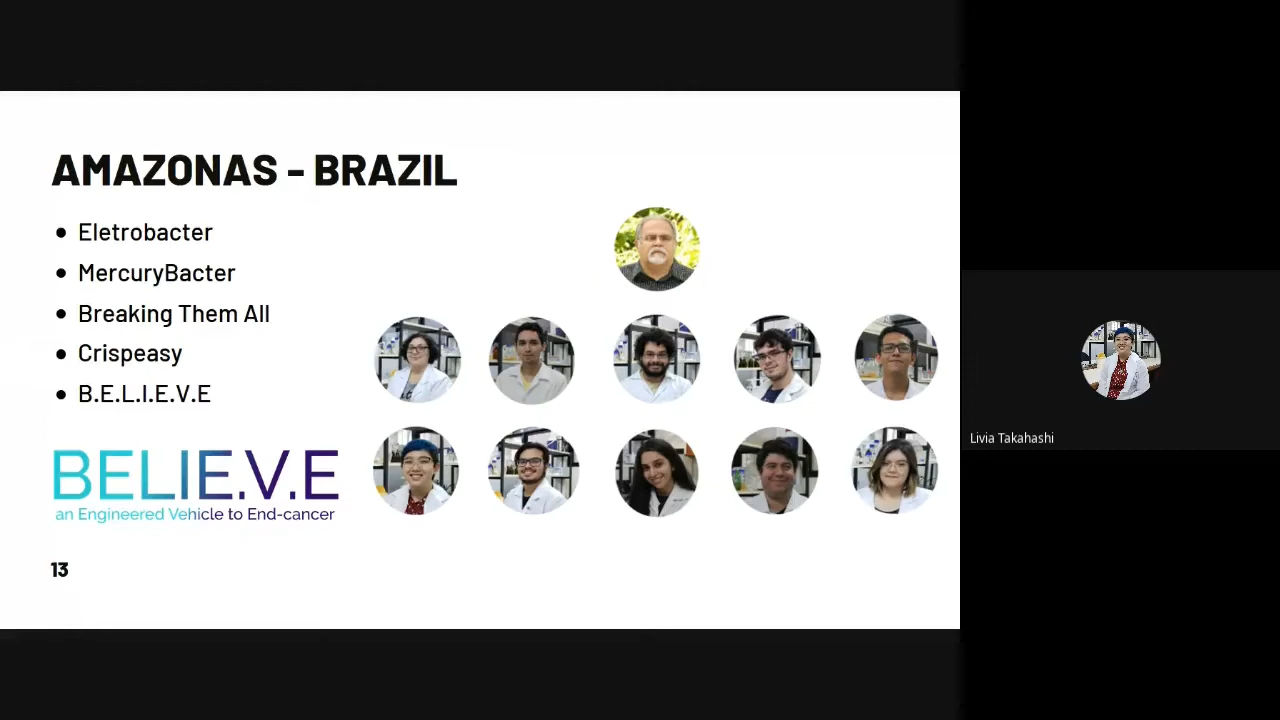 AMAZONAS - BRAZIL
• Eletrobacter
• MercuryBacter
• Breaking Them All
• Crispeasy
• B.E.L.I.E.V.E
BELIE.V.E
an Engineered Vehicle to End-cancer
13
Livia Takahashi